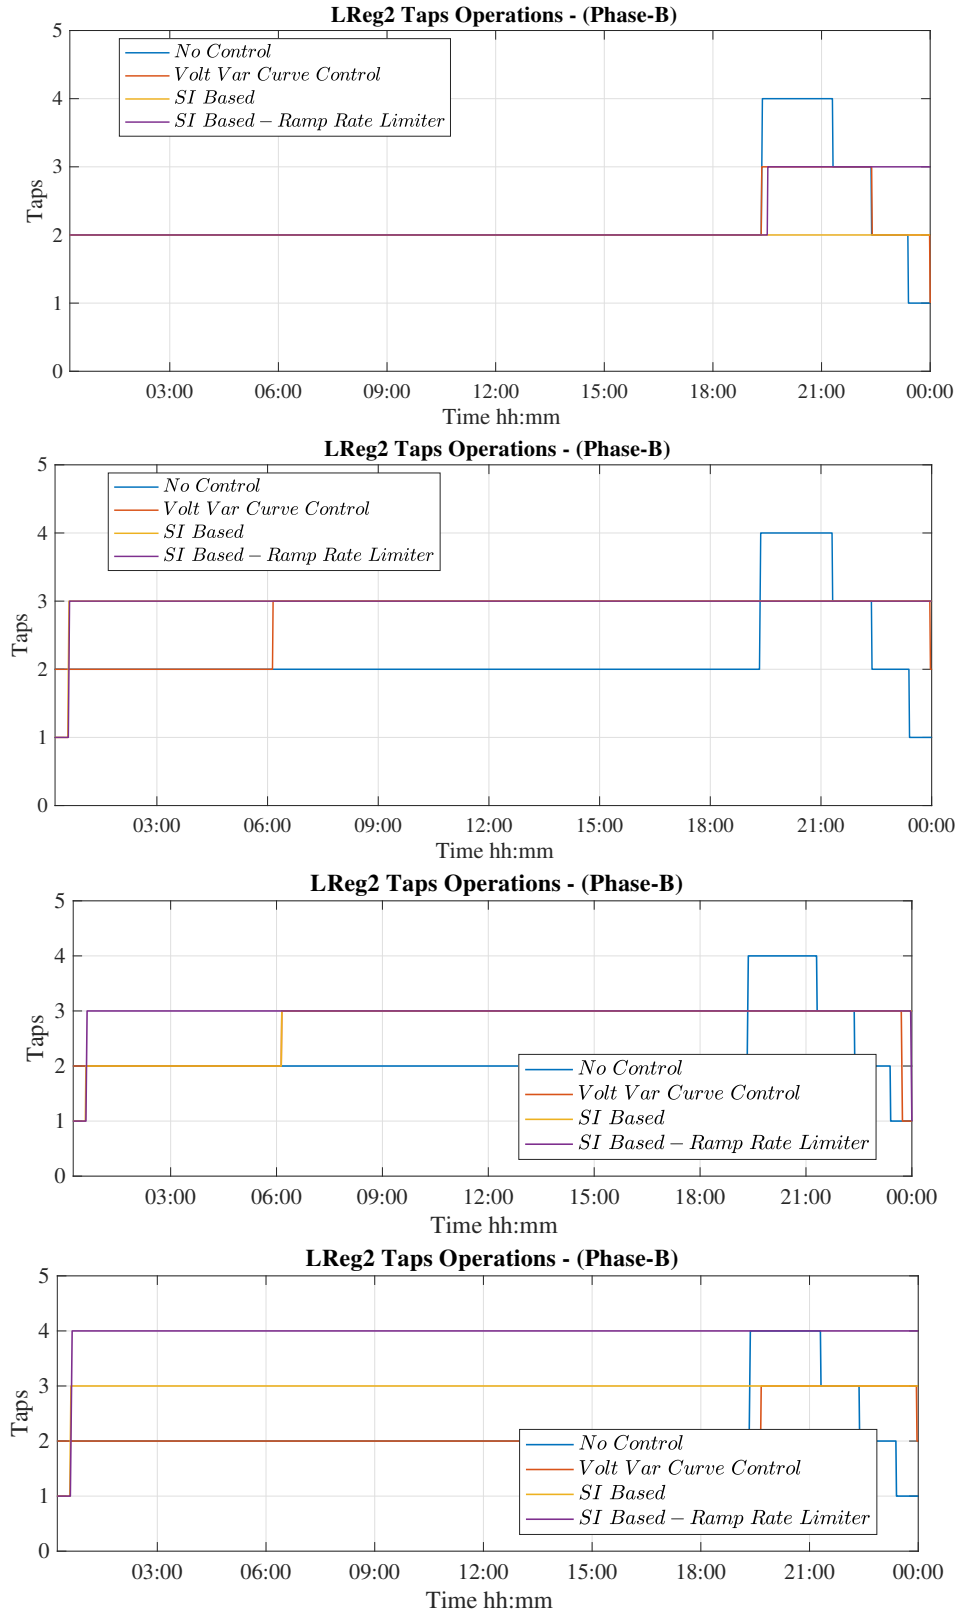 LReg2 Taps Operations - (Phase-B)
5
No Control
Volt Var Curve Control
4
SI Based
SI Based − Ramp Rate Limiter
3
Taps
2
1
0
03:00 06:00 09:00 12:00 15:00 18:00 21:00 00:00
Time hh:mm
LReg2 Taps Operations - (Phase-B)
5
No Control
Volt Var Curve Control
4
SI Based
SI Based − Ramp Rate Limiter
3
Taps
2
1
0
03:00 06:00 09:00 12:00 15:00 18:00 21:00 00:00
Time hh:mm
LReg2 Taps Operations - (Phase-B)
5
4
3
Taps
2
No Control
Volt Var Curve Control
1
SI Based
SI Based − Ramp Rate Limiter
0
03:00 06:00 09:00 12:00 15:00 18:00 21:00 00:00
Time hh:mm
LReg2 Taps Operations - (Phase-B)
5
4
3
Taps
2
No Control
Volt Var Curve Control
1
SI Based
SI Based − Ramp Rate Limiter
0
03:00 06:00 09:00 12:00 15:00 18:00 21:00 00:00
Time hh:mm